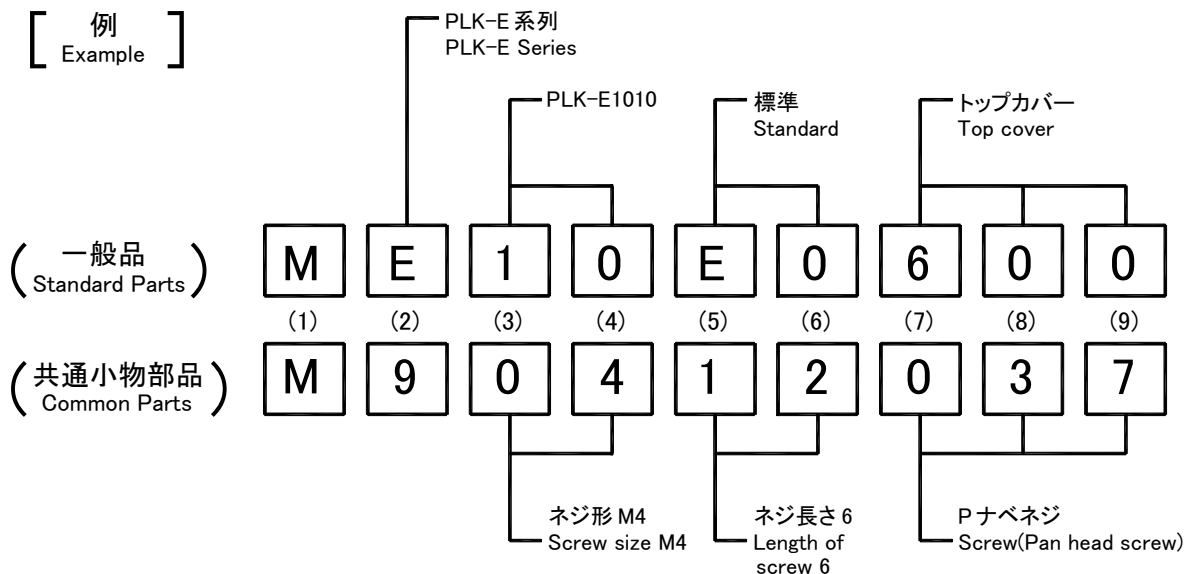 [ 例 ]
Example
PLK-E 系列
PLK-E Series
PLK-E1010
標準
Standard
トップカバー
Top cover
(一般品)
Standard Parts
M E 1 0 E 0 6 0 0
(1) (2) (3) (4) (5) (6) (7) (8) (9)
(共通小物部品)
Common Parts
M 9 0 4 1 2 0 3 7
ネジ形 M4
Screw size M4
ネジ長さ 6
Length of
screw 6
P ナベネジ
Screw(Pan head screw)